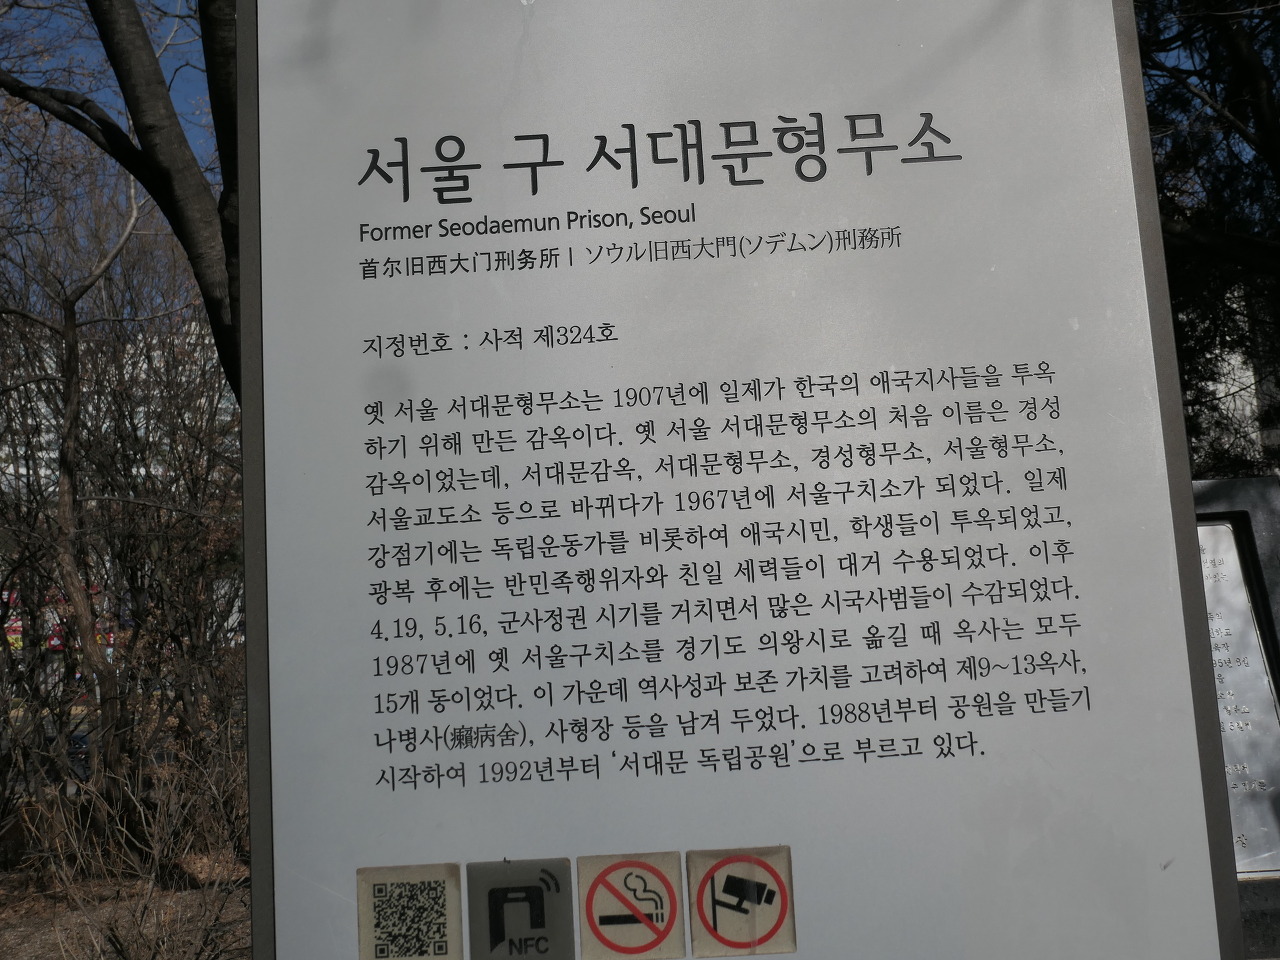 서울 구 서대문형무소
Former Seodaemun Prison, Seoul
首尔旧西大门刑务所 | ソウル旧西大門(ソデムン)刑務所
지정번호 : 사적 제324호
옛 서울 서대문형무소는 1907년에 일제가 한국의 애국지사들을 투옥
하기 위해 만든 감옥이다. 옛 서울 서대문형무소의 처음 이름은 경성
감옥이었는데, 서대문감옥, 서대문형무소, 경성형무소, 서울형무소,
서울교도소 등으로 바뀌다가 1967년에 서울구치소가 되었다. 일제
강점기에는 독립운동가를 비롯하여 애국시민, 학생들이 투옥되었고,
광복 후에는 반민족행위자와 친일 세력들이 대거 수용되었다. 이후
4.19, 5.16, 군사정권 시기를 거치면서 많은 시국사범들이 수감되었다.
1987년에 옛 서울구치소를 경기도 의왕시로 옮길 때 옥사는 모두
15개 동이었다. 이 가운데 역사성과 보존 가치를 고려하여 제9~13옥사,
나병사(癩病舍), 사형장 등을 남겨 두었다. 1988년부터 공원을 만들기
시작하여 1992년부터 '서대문 독립공원'으로 부르고 있다.
NFC